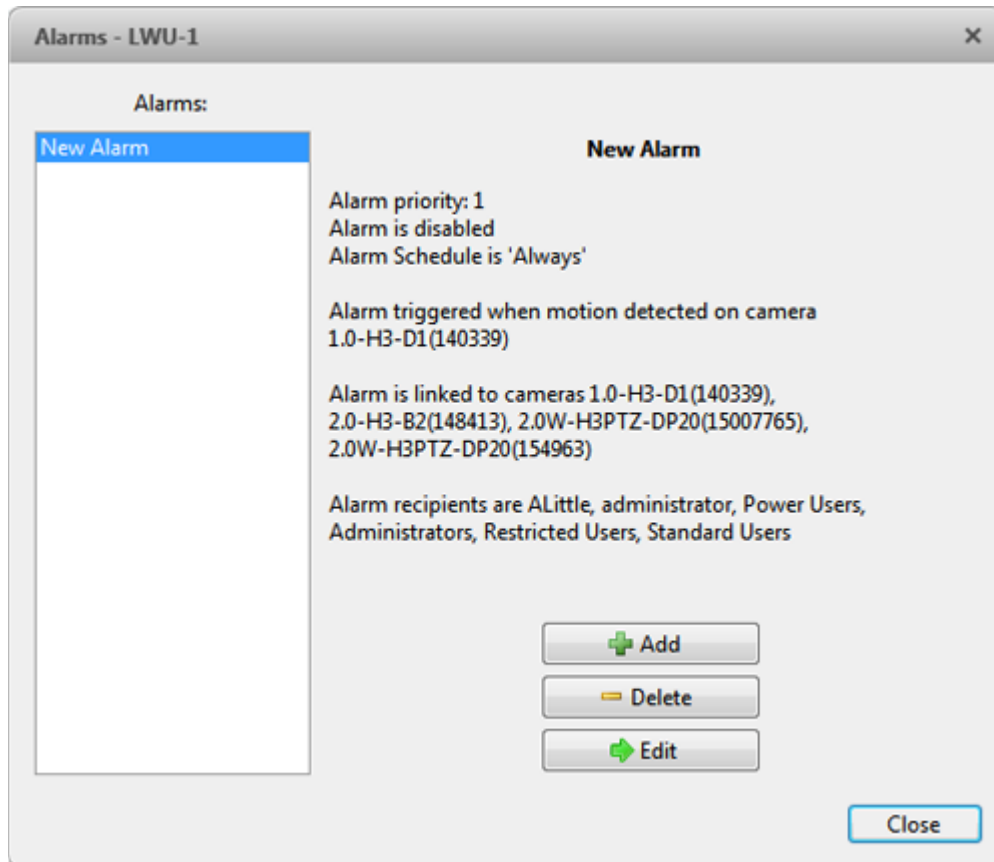 Alarms - LWU-1
Alarms:
New Alarm
New Alarm
Alarm priority: 1
Alarm is disabled
Alarm Schedule is 'Always'
Alarm triggered when motion detected on camera
1.0-H3-D1(140339)
Alarm is linked to cameras 1.0-H3-D1(140339),
2.0-H3-B2(148413), 2.0W-H3PTZ-DP20(15007765),
2.0W-H3PTZ-DP20(154963)
Alarm recipients are ALittle, administrator, Power Users,
Administrators, Restricted Users, Standard Users
Add
Delete
Edit
Close